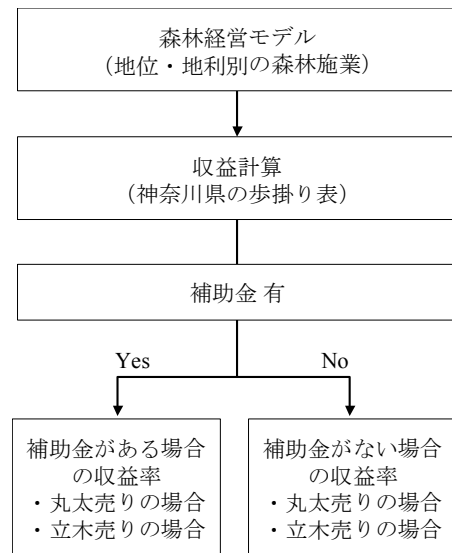 森林経営モデル
（地位・地利別の森林施業）
収益計算
（神奈川県の歩掛り表）
補助金 有
Yes
No
補助金がある場合
の収益率
・丸太売りの場合
・立木売りの場合
補助金がない場合
の収益率
・丸太売りの場合
・立木売りの場合